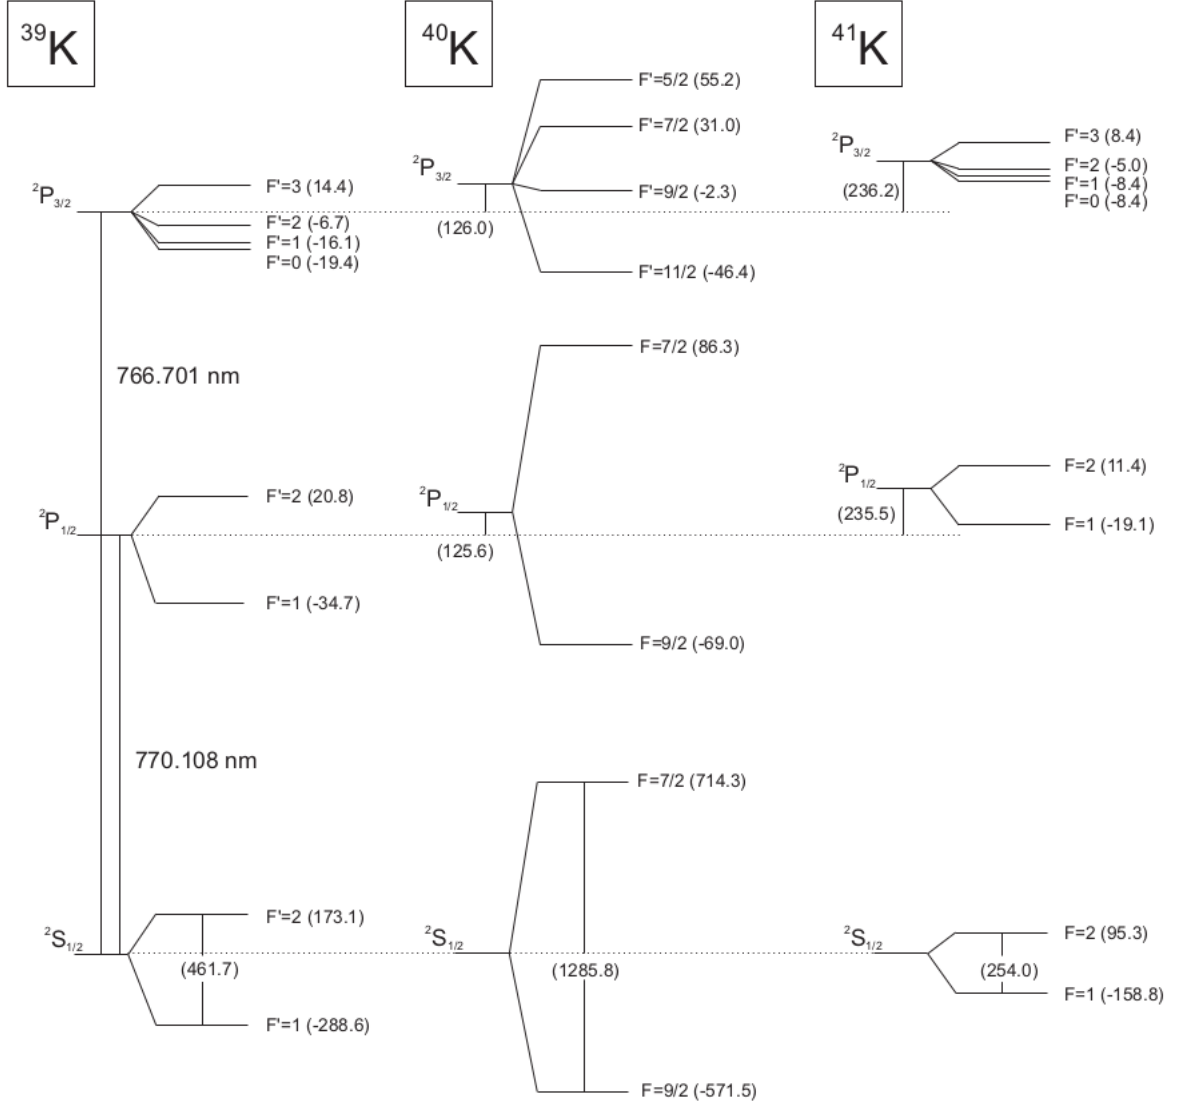 ³⁹K
⁴⁰K
⁴¹K
²P₃/₂
F'=3 (14.4)
F'=2 (-6.7)
F'=1 (-16.1)
F'=0 (-19.4)
766.701 nm
²P₁/₂
F'=2 (20.8)
F'=1 (-34.7)
770.108 nm
²S₁/₂
F'=2 (173.1)
(461.7)
F'=1 (-288.6)
²P₃/₂
(126.0)
F'=5/2 (55.2)
F'=7/2 (31.0)
F'=9/2 (-2.3)
F'=11/2 (-46.4)
²P₁/₂
(125.6)
F=7/2 (86.3)
F=9/2 (-69.0)
²S₁/₂
F=7/2 (714.3)
(1285.8)
F=9/2 (-571.5)
²P₃/₂
(236.2)
F'=3 (8.4)
F'=2 (-5.0)
F'=1 (-8.4)
F'=0 (-8.4)
²P₁/₂
(235.5)
F=2 (11.4)
F=1 (-19.1)
²S₁/₂
F=2 (95.3)
(254.0)
F=1 (-158.8)